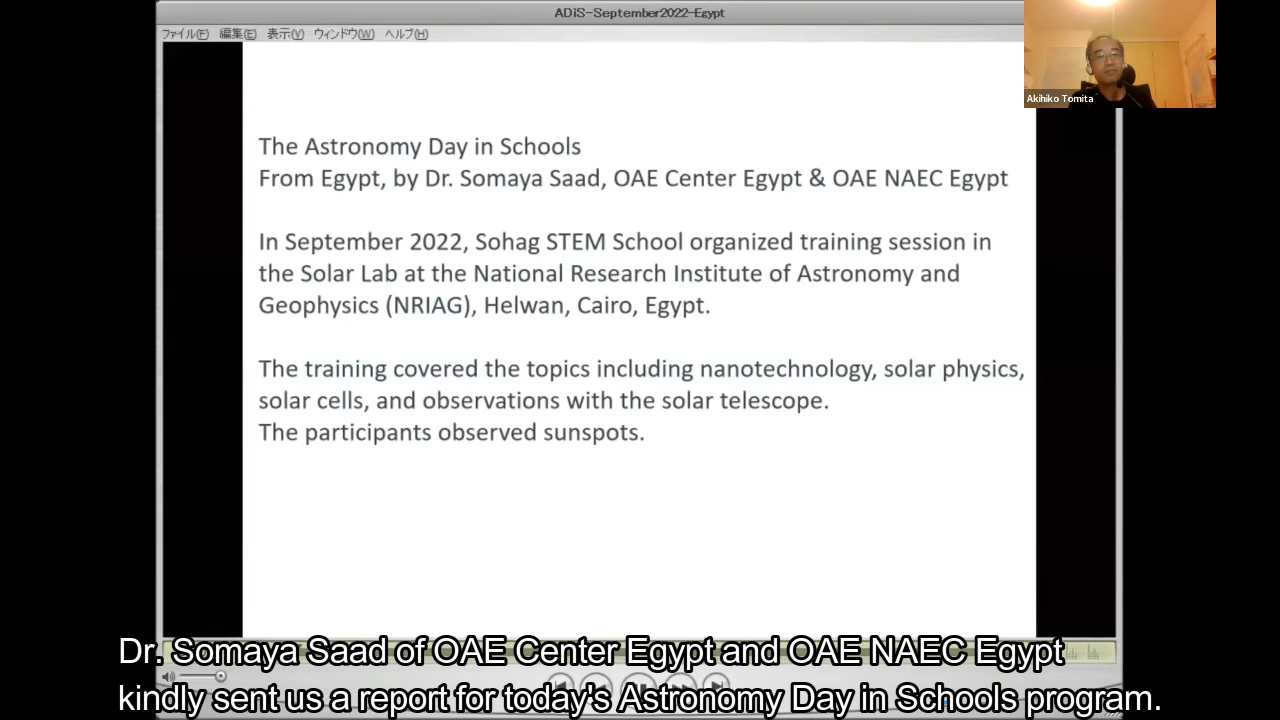 ADiS-September2022-Egypt
ファイル(F) 編集(E) 表示(V) ウィンドウ(W) ヘルプ(H)
Akihiko Tomita
The Astronomy Day in Schools
From Egypt, by Dr. Somaya Saad, OAE Center Egypt & OAE NAEC Egypt
In September 2022, Sohag STEM School organized training session in
the Solar Lab at the National Research Institute of Astronomy and
Geophysics (NRIAG), Helwan, Cairo, Egypt.
The training covered the topics including nanotechnology, solar physics,
solar cells, and observations with the solar telescope.
The participants observed sunspots.
Dr. Somaya Saad of OAE Center Egypt and OAE NAEC Egypt
kindly sent us a report for today's Astronomy Day in Schools program.